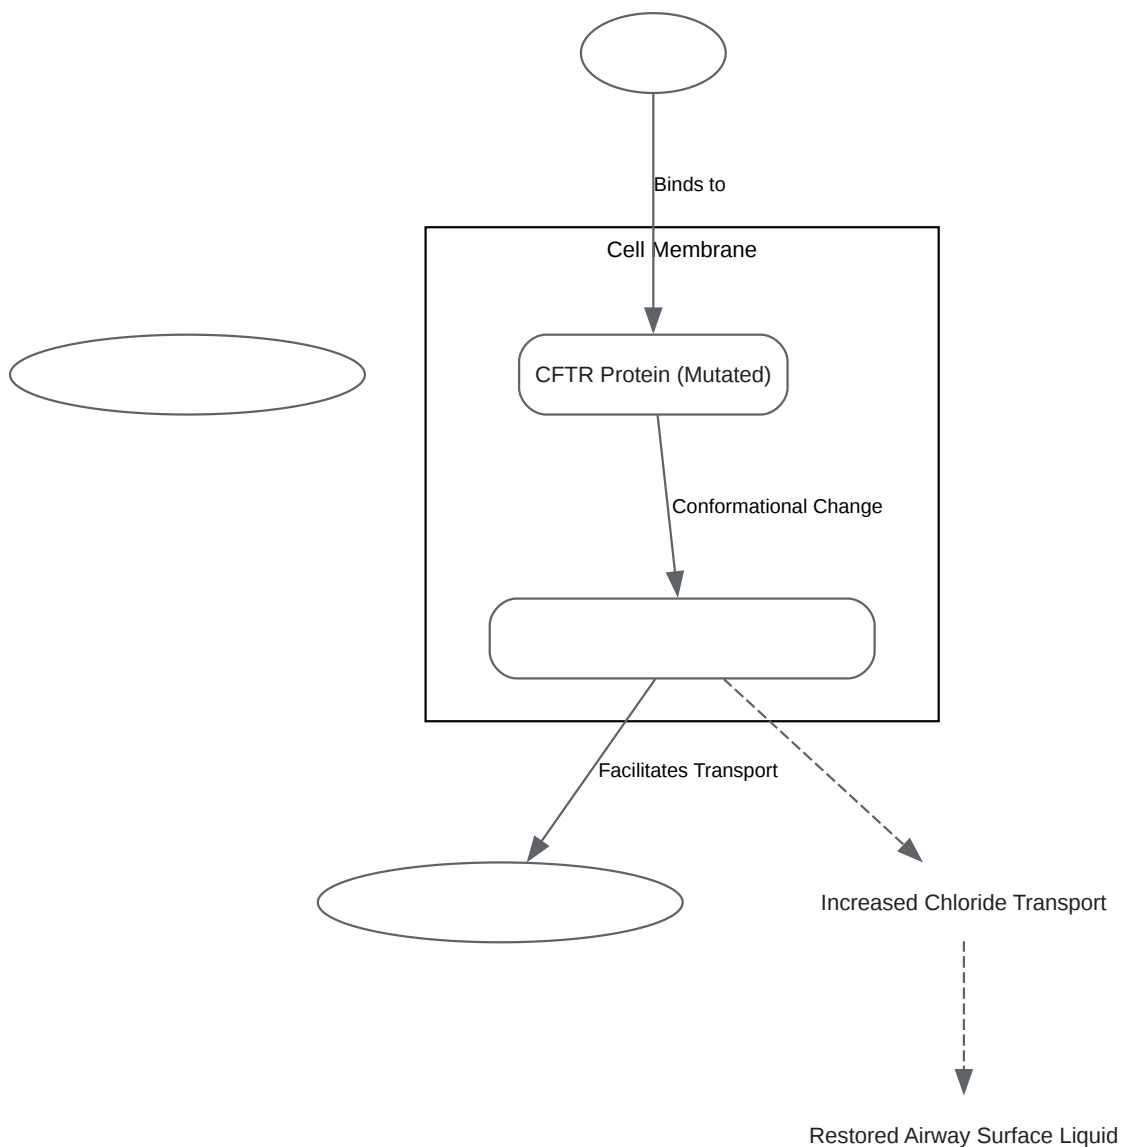 Binds to
Cell Membrane
CFTR Protein (Mutated)
Conformational Change
Facilitates Transport
Increased Chloride Transport
Restored Airway Surface Liquid